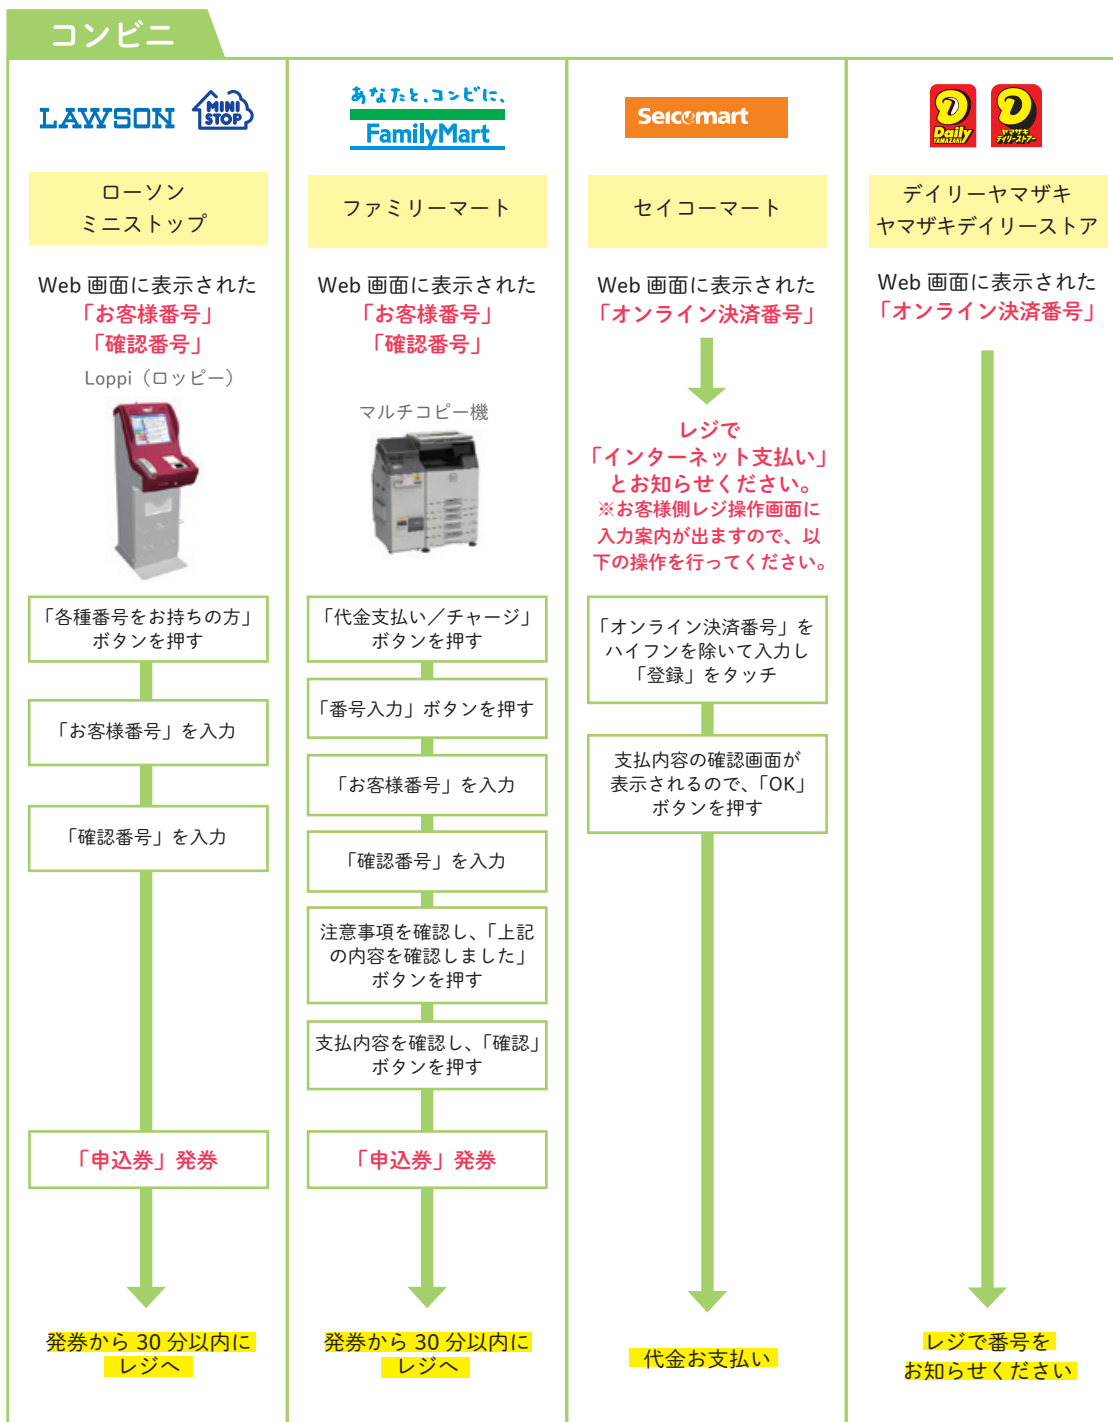 コンビニ
LAWSON
MINI
STOP
ローソン
ミニストップ
Web 画面に表示された
「お客様番号」
「確認番号」
Loppi（ロッピー）
「各種番号をお持ちの方」
ボタンを押す
「お客様番号」を入力
「確認番号」を入力
「申込券」発券
発券から 30 分以内に
レジへ
あなたと、コンビに、
FamilyMart
ファミリーマート
Web 画面に表示された
「お客様番号」
「確認番号」
マルチコピー機
「代金支払い／チャージ」
ボタンを押す
「番号入力」ボタンを押す
「お客様番号」を入力
「確認番号」を入力
注意事項を確認し、「上記
の内容を確認しました」
ボタンを押す
支払内容を確認し、「確認」
ボタンを押す
「申込券」発券
発券から 30 分以内に
レジへ
Seicomart
セイコーマート
Web 画面に表示された
「オンライン決済番号」
レジで
「インターネット支払い」
とお知らせください。
※お客様側レジ操作画面に
入力案内が出ますので、以
下の操作を行ってください。
「オンライン決済番号」を
ハイフンを除いて入力し
「登録」をタッチ
支払内容の確認画面が
表示されるので、「OK」
ボタンを押す
代金お支払い
Daily
YAMAZAKI
ヤマザキ
デイリーストアー
デイリーヤマザキ
ヤマザキデイリーストア
Web 画面に表示された
「オンライン決済番号」
レジで番号を
お知らせください